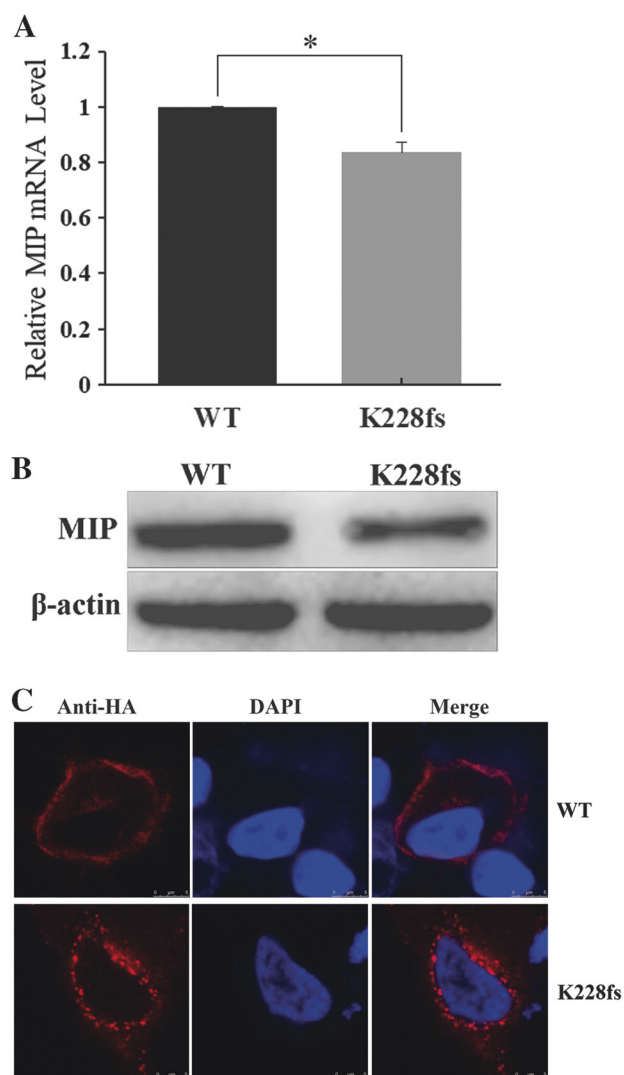 A
Relative MIP mRNA Level
1.2
1
0.8
0.6
0.4
0.2
0
*
WT
K228fs
B
WT
K228fs
MIP
β-actin
C
Anti-HA
DAPI
Merge
WT
K228fs